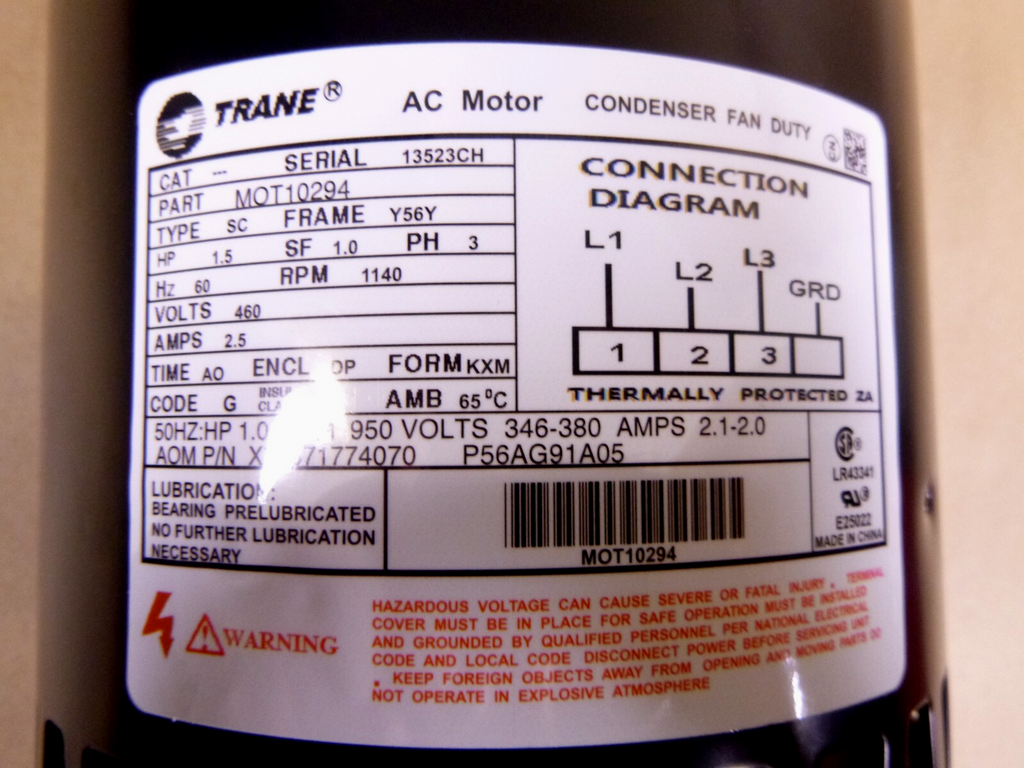 TRANE® AC Motor CONDENSER FAN DUTY
CAT --- SERIAL 13523CH
PART MOT10294
TYPE SC FRAME Y56Y
HP 1.5 SF 1.0 PH 3
Hz 60 RPM 1140
VOLTS 460
AMPS 2.5
TIME AO ENCL OP FORM KXM
CODE G AMB 65°C
CONNECTION
DIAGRAM
L1 L2 L3 GRD
1 2 3
THERMALLY PROTECTED ZA
50HZ:HP 1.0 950 VOLTS 346-380 AMPS 2.1-2.0
AOM P/N P56AG91A05
LUBRICATION:
BEARING PRELUBRICATED
NO FURTHER LUBRICATION
NECESSARY
MOT10294
LR43341
E25022
MADE IN CHINA
WARNING
HAZARDOUS VOLTAGE CAN CAUSE SEVERE OR FATAL INJURY . TERMINAL
COVER MUST BE IN PLACE FOR SAFE OPERATION MUST BE INSTALLED
AND GROUNDED BY QUALIFIED PERSONNEL PER NATIONAL ELECTRICAL
CODE AND LOCAL CODE DISCONNECT POWER BEFORE SERVICING UNIT
. KEEP FOREIGN OBJECTS AWAY FROM OPENING AND MOVING PARTS DO
NOT OPERATE IN EXPLOSIVE ATMOSPHERE